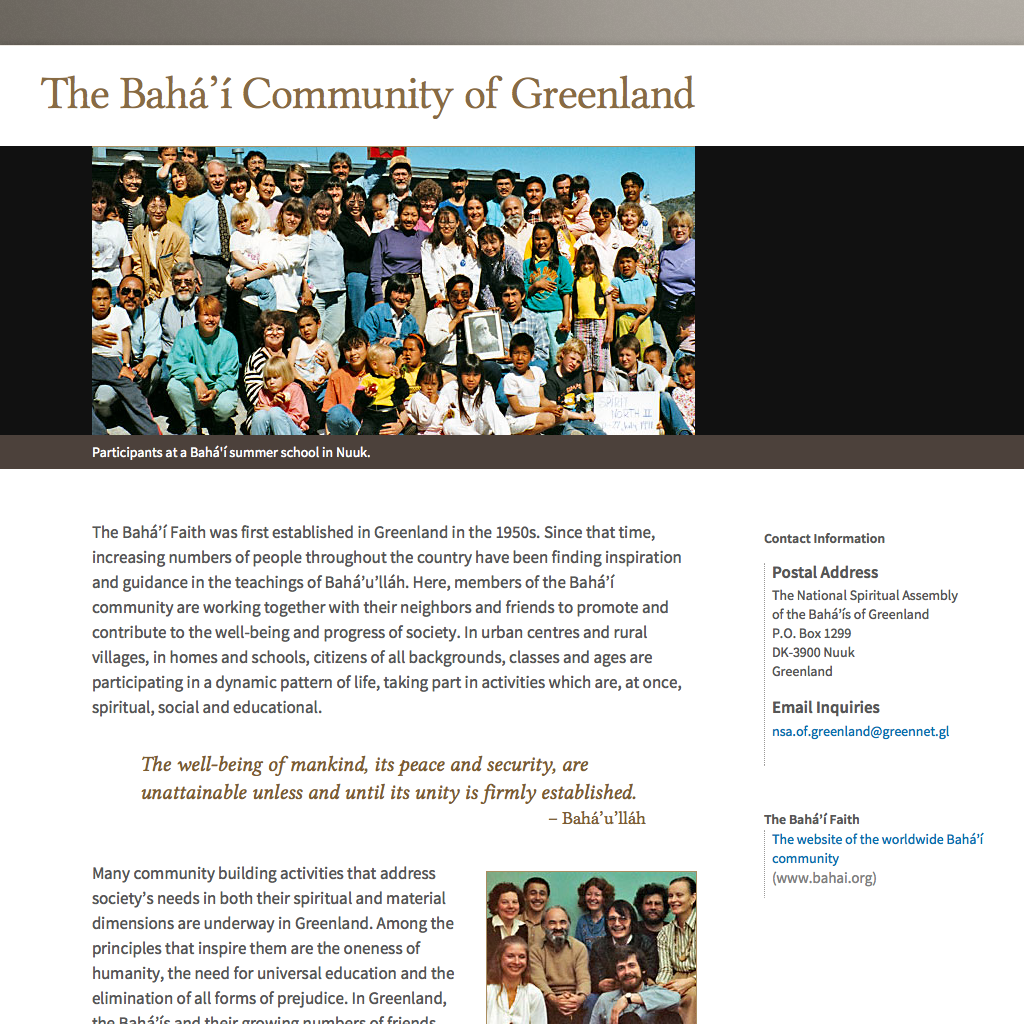 The Bahá’í Community of Greenland
SPIRIT
NORTH II
Participants at a Bahá'í summer school in Nuuk.
The Bahá’í Faith was first established in Greenland in the 1950s. Since that time,
increasing numbers of people throughout the country have been finding inspiration
and guidance in the teachings of Bahá’u’lláh. Here, members of the Bahá’í
community are working together with their neighbors and friends to promote and
contribute to the well-being and progress of society. In urban centres and rural
villages, in homes and schools, citizens of all backgrounds, classes and ages are
participating in a dynamic pattern of life, taking part in activities which are, at once,
spiritual, social and educational.
The well-being of mankind, its peace and security, are
unattainable unless and until its unity is firmly established.
– Bahá’u’lláh
Many community building activities that address
society’s needs in both their spiritual and material
dimensions are underway in Greenland. Among the
principles that inspire them are the oneness of
humanity, the need for universal education and the
elimination of all forms of prejudice. In Greenland,
the Bahá’ís and their growing numbers of friends
Contact Information
Postal Address
The National Spiritual Assembly
of the Bahá’ís of Greenland
P.O. Box 1299
DK-3900 Nuuk
Greenland
Email Inquiries
nsa.of.greenland@greennet.gl
The Bahá’í Faith
The website of the worldwide Bahá’í
community
(www.bahai.org)